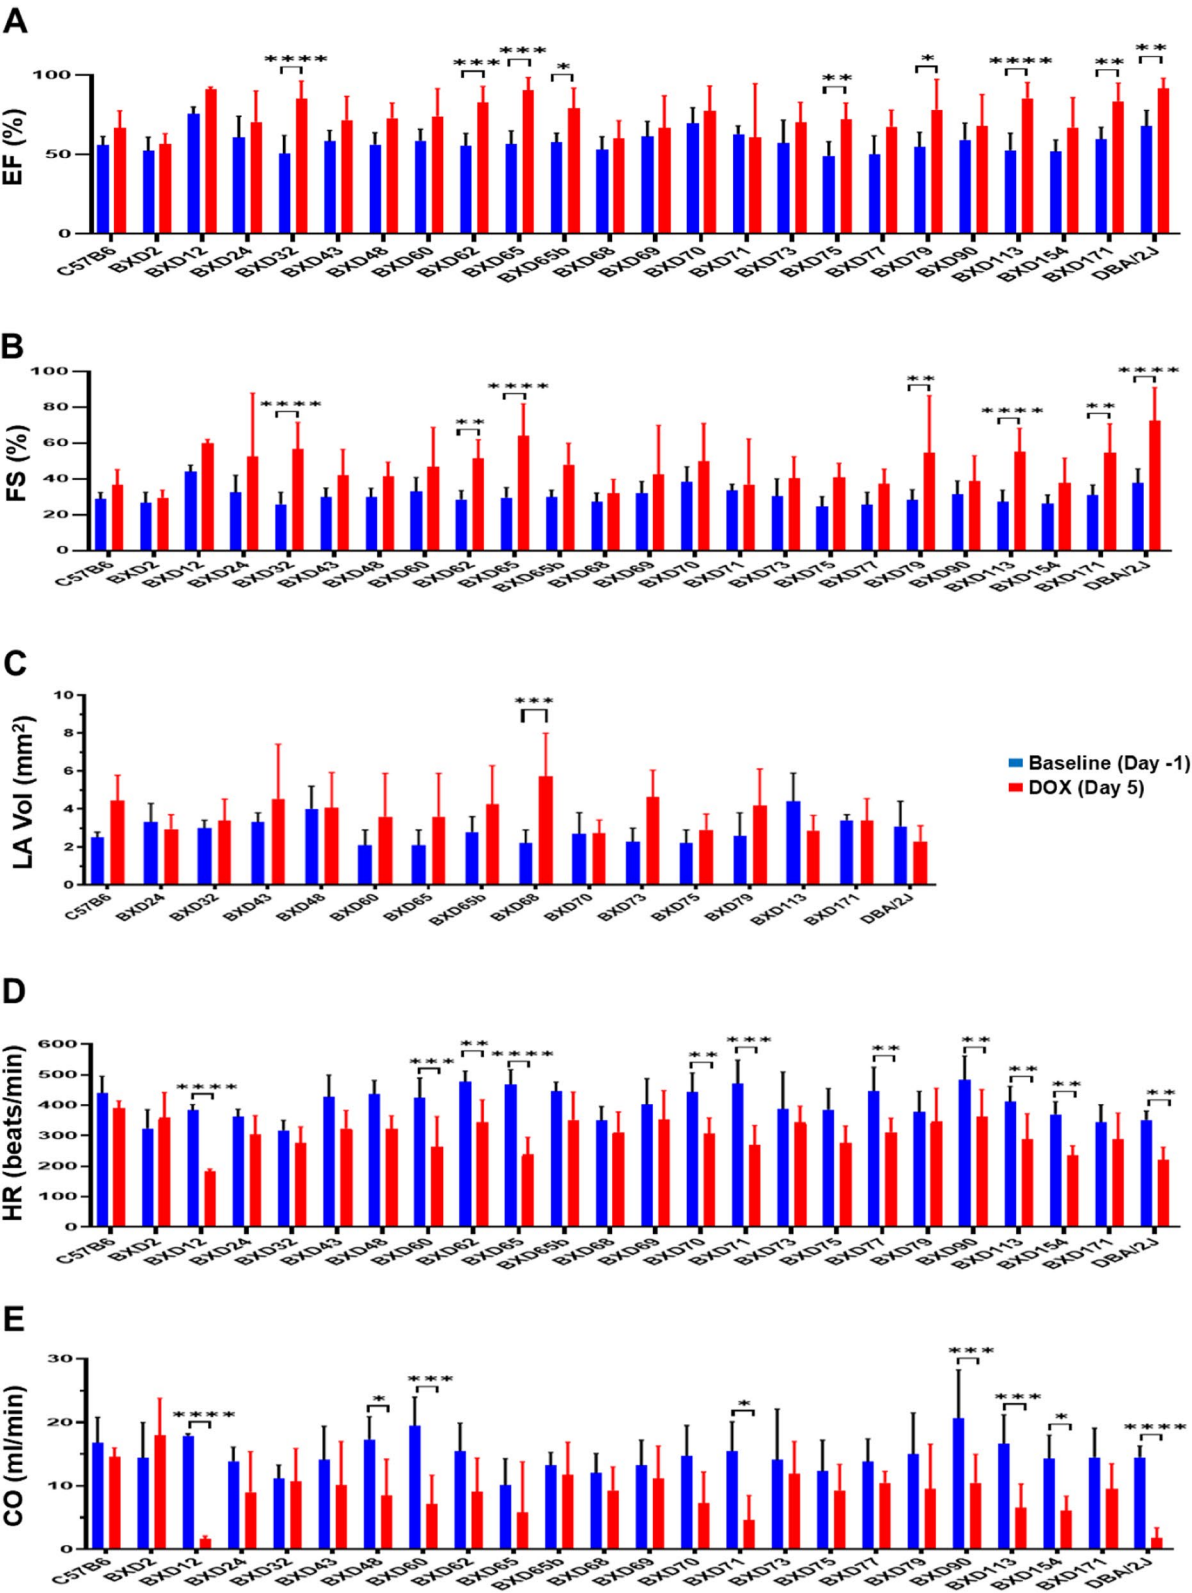 A
**** *** *** * ** * **** ** **
EF (%)
100
50
0
C57B6 BXD2 BXD12 BXD24 BXD32 BXD43 BXD48 BXD60 BXD62 BXD65 BXD65b BXD68 BXD69 BXD70 BXD71 BXD73 BXD75 BXD77 BXD79 BXD90 BXD113 BXD154 BXD171 DBA/2J
B
**** ** **** ** **** ** ****
FS (%)
100
80
60
40
20
0
C57B6 BXD2 BXD12 BXD24 BXD32 BXD43 BXD48 BXD60 BXD62 BXD65 BXD65b BXD68 BXD69 BXD70 BXD71 BXD73 BXD75 BXD77 BXD79 BXD90 BXD113 BXD154 BXD171 DBA/2J
C
***
LA Vol (mm²)
10
8
6
4
2
0
C57B6 BXD24 BXD32 BXD43 BXD48 BXD60 BXD65 BXD65b BXD68 BXD70 BXD73 BXD75 BXD79 BXD113 BXD171 DBA/2J
Baseline (Day -1)
DOX (Day 5)
D
**** *** ** **** ** *** ** ** ** ** **
HR (beats/min)
600
500
400
300
200
100
0
C57B6 BXD2 BXD12 BXD24 BXD32 BXD43 BXD48 BXD60 BXD62 BXD65 BXD65b BXD68 BXD69 BXD70 BXD71 BXD73 BXD75 BXD77 BXD79 BXD90 BXD113 BXD154 BXD171 DBA/2J
E
**** * *** * *** *** * ****
CO (ml/min)
30
20
10
0
C57B6 BXD2 BXD12 BXD24 BXD32 BXD43 BXD48 BXD60 BXD62 BXD65 BXD65b BXD68 BXD69 BXD70 BXD71 BXD73 BXD75 BXD77 BXD79 BXD90 BXD113 BXD154 BXD171 DBA/2J